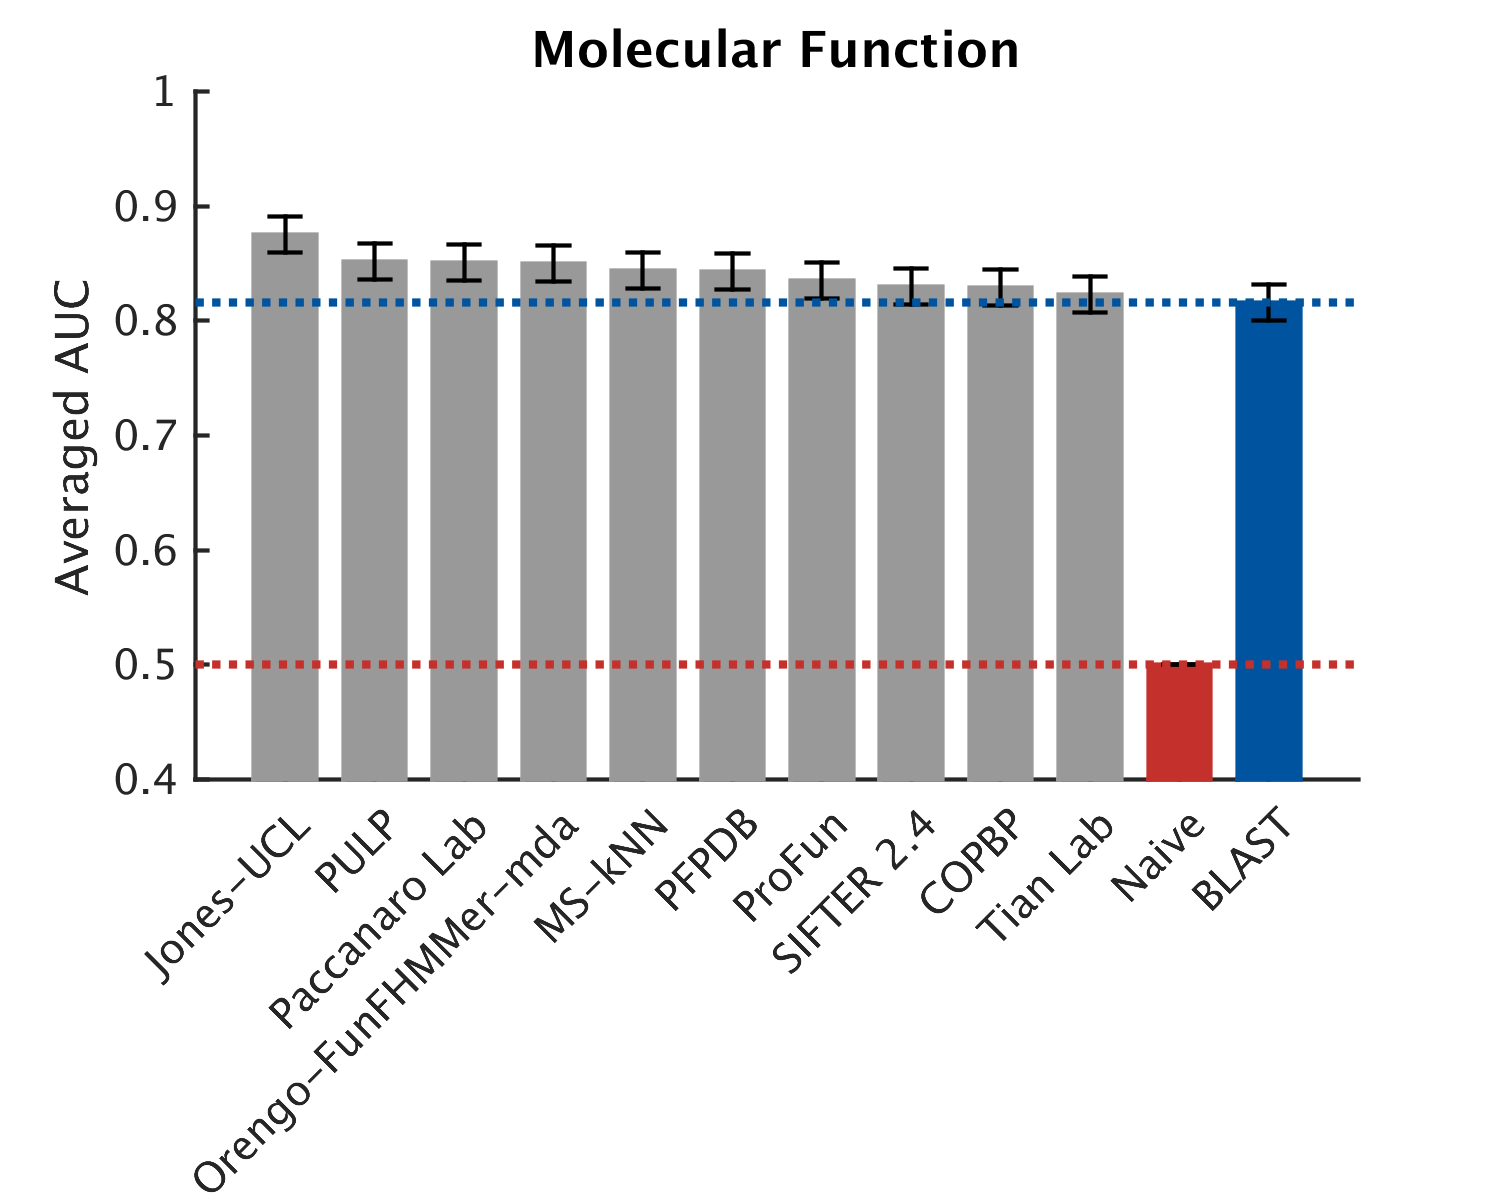 Molecular Function
Averaged AUC
1
0.9
0.8
0.7
0.6
0.5
0.4
Jones-UCL
PULP
Paccanaro Lab
Orengo-FunFHMMer-mda
MS-kNN
PFPDB
ProFun
SIFTER 2.4
COPBP
Tian Lab
Naive
BLAST